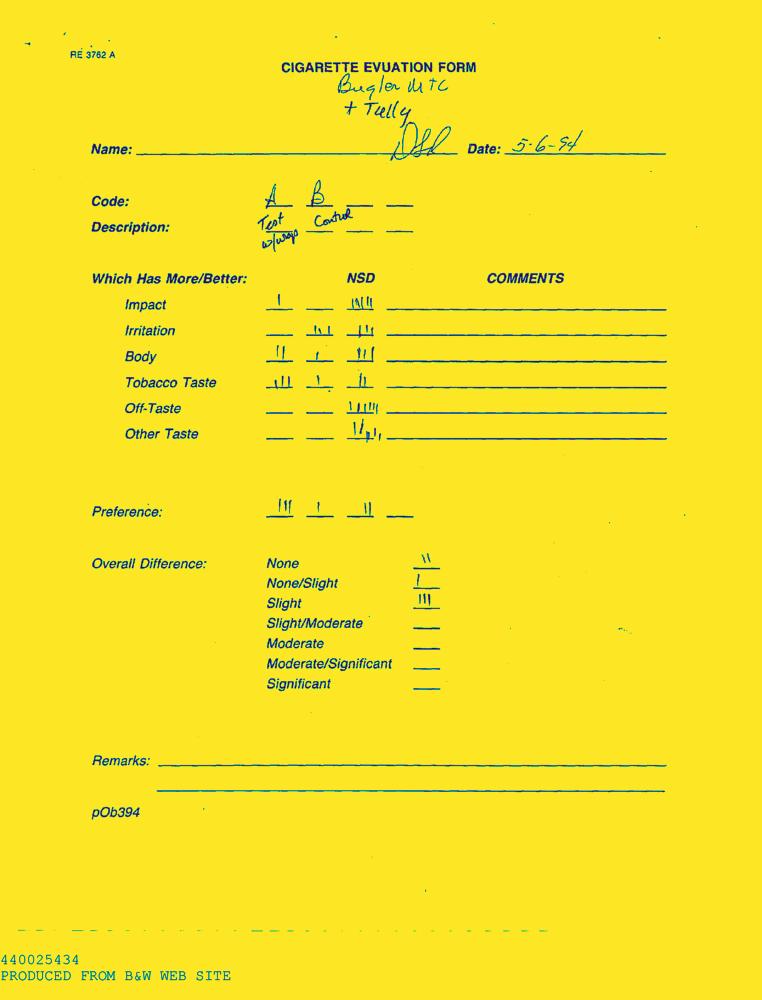 RE 3762 A
CIGARETTE EVUATION FORM
Bugler MTC
+ Tully
Name: Date: 5-6-94
Code: A B
Description: Test w/wrap Control
Which Has More/Better: NSD COMMENTS
Impact
Irritation
Body
Tobacco Taste
Off-Taste
Other Taste
Preference:
Overall Difference: None
None/Slight
Slight
Slight/Moderate
Moderate
Moderate/Significant
Significant
Remarks:
pOb394
440025434
PRODUCED FROM B&W WEB SITE